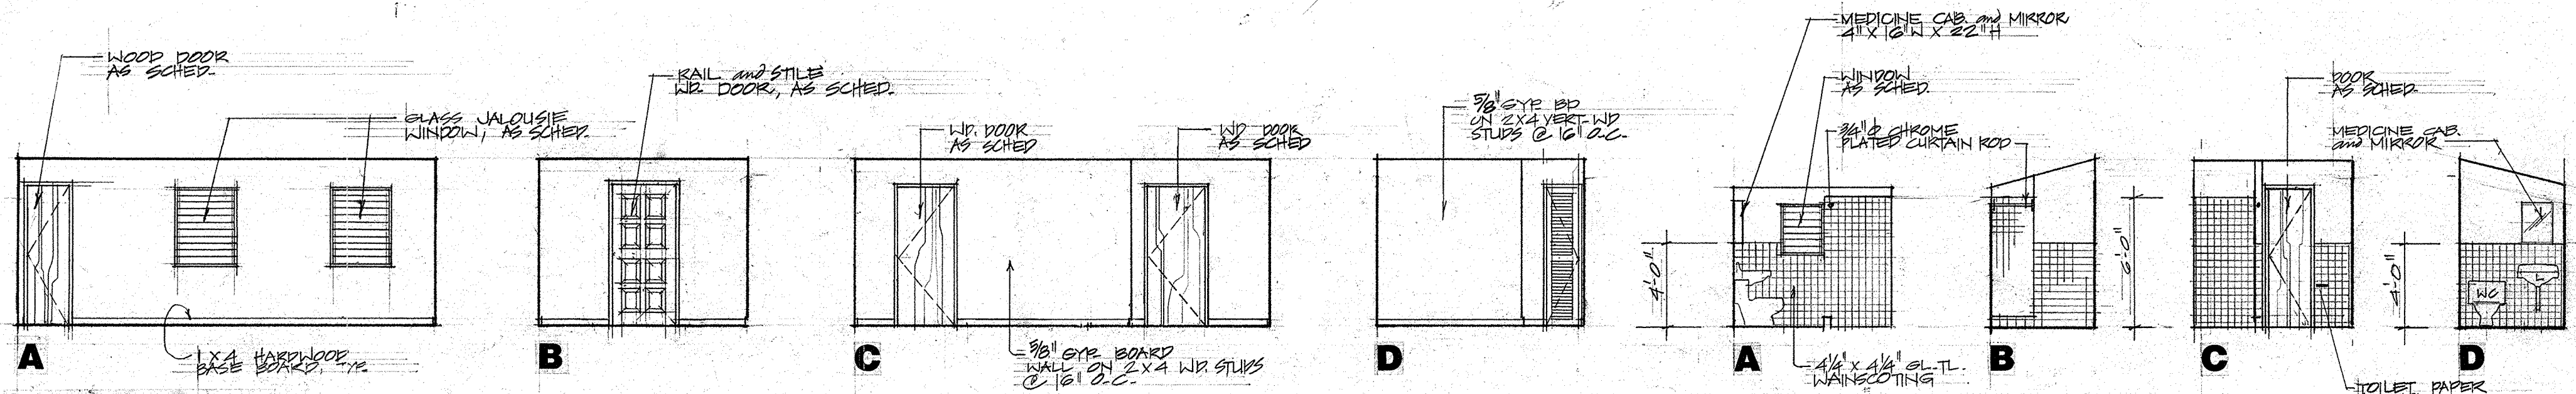 WOOD DOOR
AS SCHED.
GLASS JALOUSIE
WINDOW, AS SCHED.
1 X 4 HARDWOOD
BASE BOARD, TYP.
A
RAIL and STILE
WD. DOOR, AS SCHED.
B
WD. DOOR
AS SCHED
WD DOOR
AS SCHED
5/8" GYP. BOARD
WALL ON 2X4 WD. STUDS
@ 16" O.C.
C
5/8" GYP. BD
ON 2X4 VERT. WD
STUDS @ 16" O.C.
D
MEDICINE CAB. and MIRROR
4" X 16"W X 22"H
WINDOW
AS SCHED.
3/4"Φ CHROME
PLATED CURTAIN ROD
4'-0"
4 1/4" X 4 1/4" GL. TL.
WAINSCOTING
A
B
6'-0"
DOOR
AS SCHED.
MEDICINE CAB.
and MIRROR
C
TOILET PAPER
4'-0"
WC
L
D